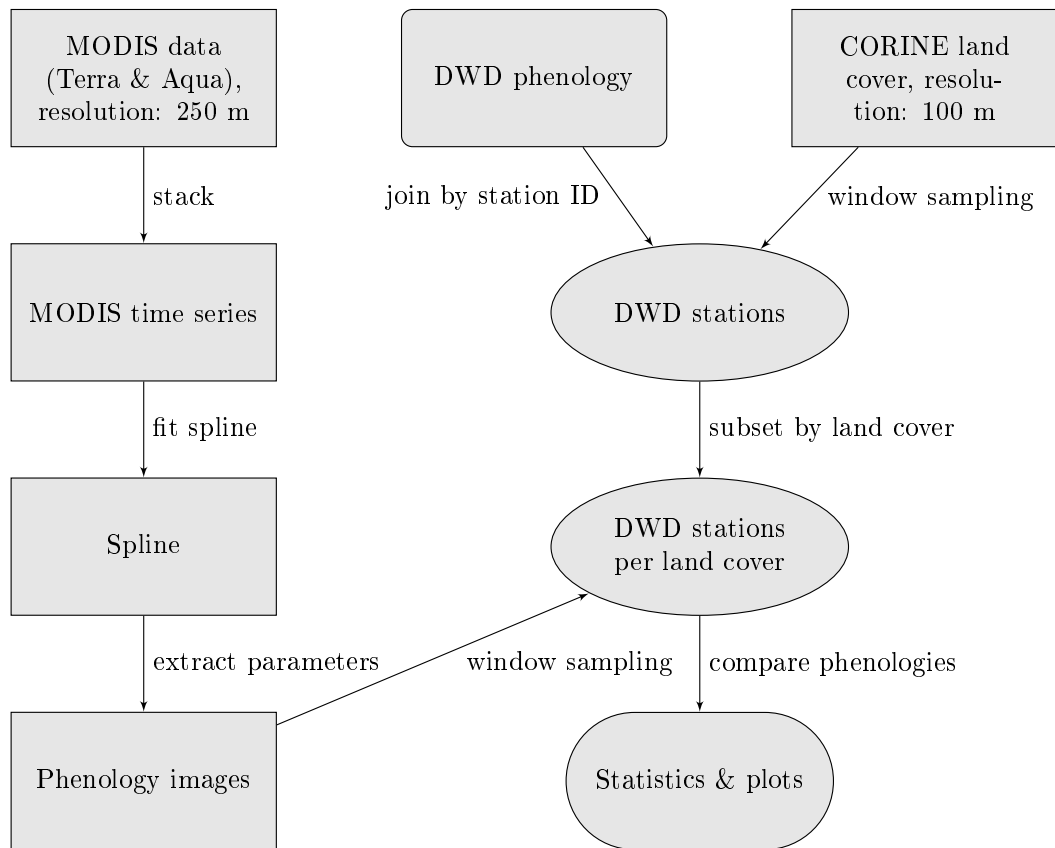 MODIS data
(Terra & Aqua),
resolution: 250 m
DWD phenology
CORINE land
cover, resolu-
tion: 100 m
stack
join by station ID
window sampling
MODIS time series
DWD stations
fit spline
subset by land cover
Spline
DWD stations
per land cover
extract parameters
window sampling
compare phenologies
Phenology images
Statistics & plots